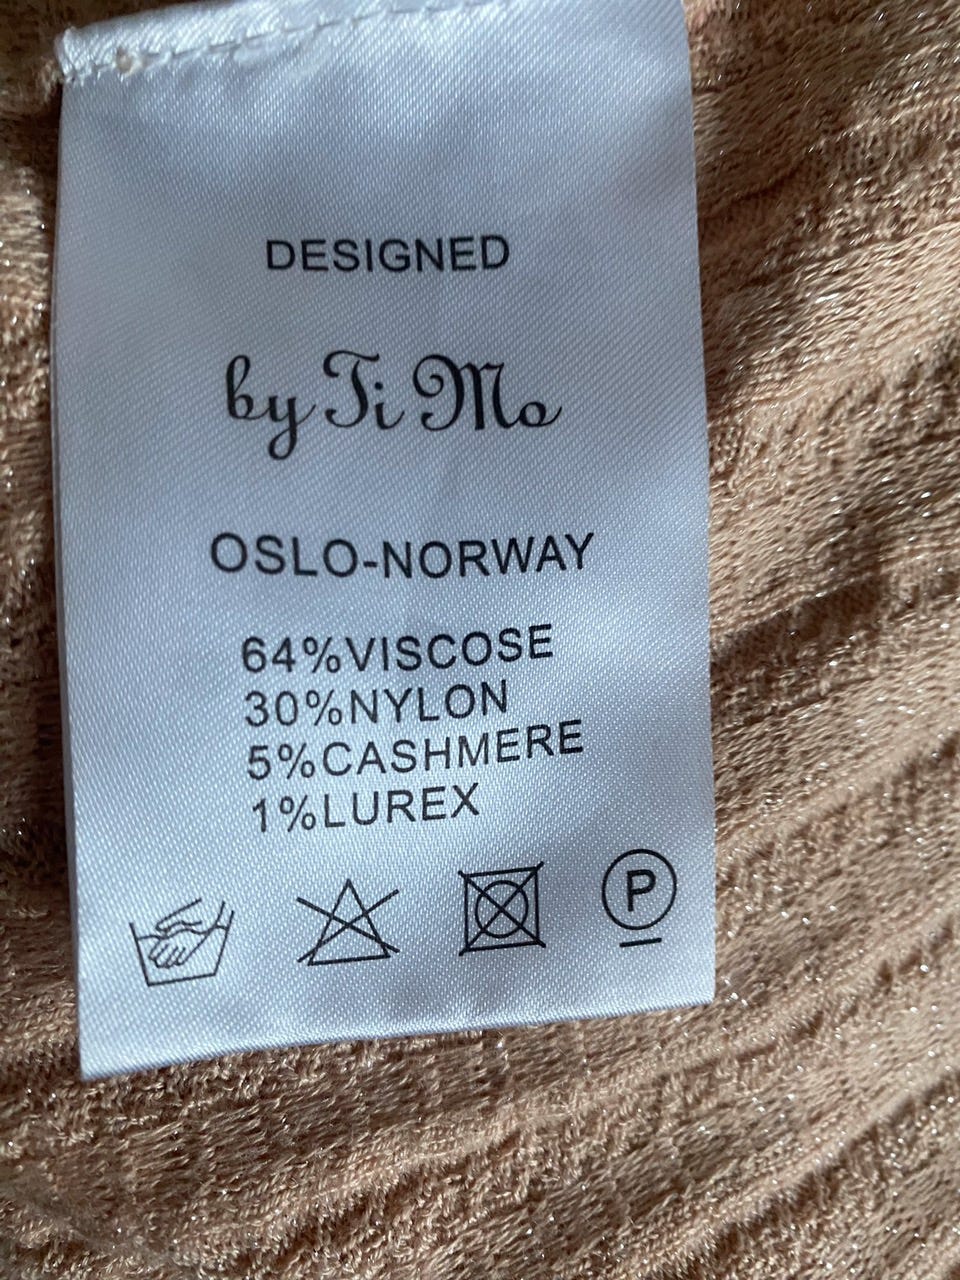 DESIGNED
by Ti Mo
OSLO-NORWAY
64%VISCOSE
30%NYLON
5%CASHMERE
1%LUREX
P